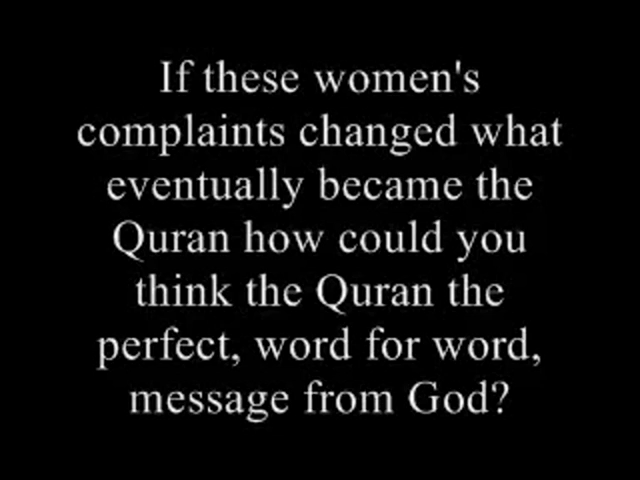 If these women's
complaints changed what
eventually became the
Quran how could you
think the Quran the
perfect, word for word,
message from God?